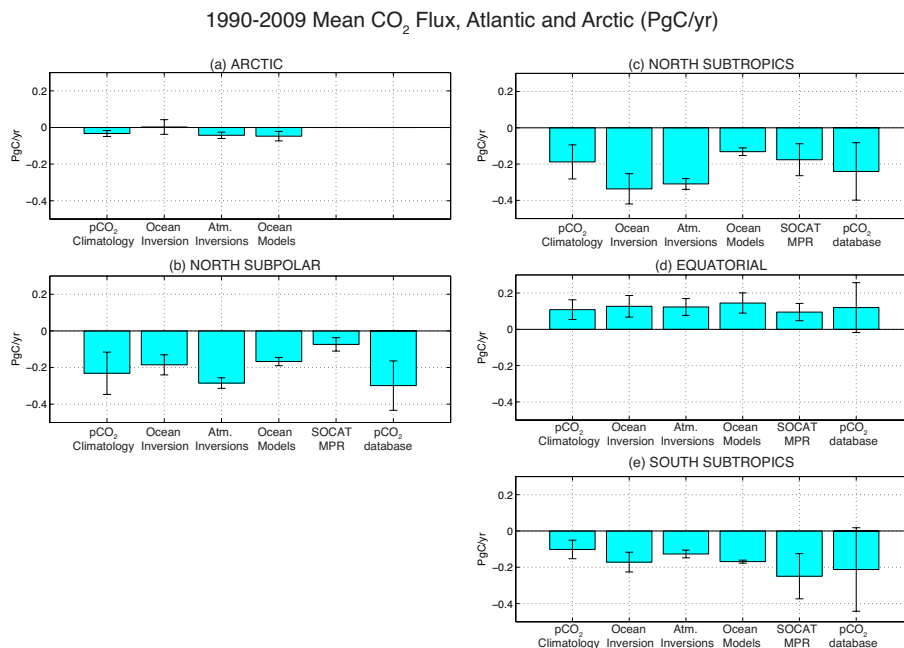 1990-2009 Mean CO₂ Flux, Atlantic and Arctic (PgC/yr)
(a) ARCTIC
0.2
0
−0.2
−0.4
PgC/yr
pCO₂ Climatology
Ocean Inversion
Atm. Inversions
Ocean Models
(b) NORTH SUBPOLAR
0.2
0
−0.2
−0.4
PgC/yr
pCO₂ Climatology
Ocean Inversion
Atm. Inversions
Ocean Models
SOCAT MPR
pCO₂ database
(c) NORTH SUBTROPICS
0.2
0
−0.2
−0.4
PgC/yr
pCO₂ Climatology
Ocean Inversion
Atm. Inversions
Ocean Models
SOCAT MPR
pCO₂ database
(d) EQUATORIAL
0.2
0
−0.2
−0.4
PgC/yr
pCO₂ Climatology
Ocean Inversion
Atm. Inversions
Ocean Models
SOCAT MPR
pCO₂ database
(e) SOUTH SUBTROPICS
0.2
0
−0.2
−0.4
PgC/yr
pCO₂ Climatology
Ocean Inversion
Atm. Inversions
Ocean Models
SOCAT MPR
pCO₂ database